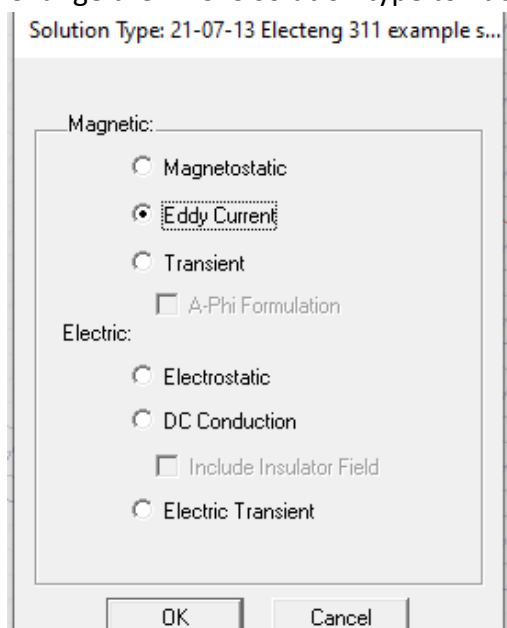 Solution Type: 21-07-13 Electeng 311 example s...
Magnetic:
Magnetostatic
Eddy Current
Transient
A-Phi Formulation
Electric:
Electrostatic
DC Conduction
Include Insulator Field
Electric Transient
OK Cancel